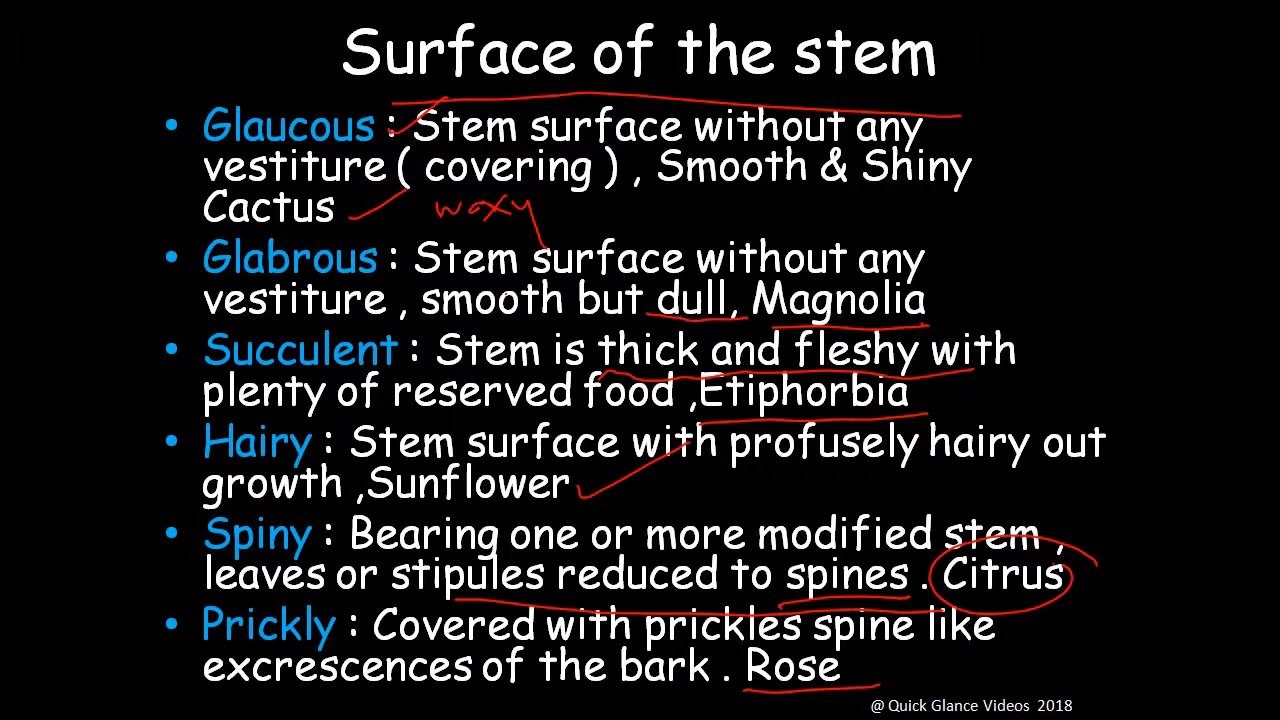 Surface of the stem
• Glaucous : Stem surface without any
vestiture ( covering ) , Smooth & Shiny
Cactus
waxy
• Glabrous : Stem surface without any
vestiture , smooth but dull, Magnolia
• Succulent : Stem is thick and fleshy with
plenty of reserved food ,Etiphorbia
• Hairy : Stem surface with profusely hairy out
growth ,Sunflower
• Spiny : Bearing one or more modified stem ,
leaves or stipules reduced to spines . Citrus
• Prickly : Covered with prickles spine like
excrescences of the bark . Rose
@ Quick Glance Videos 2018